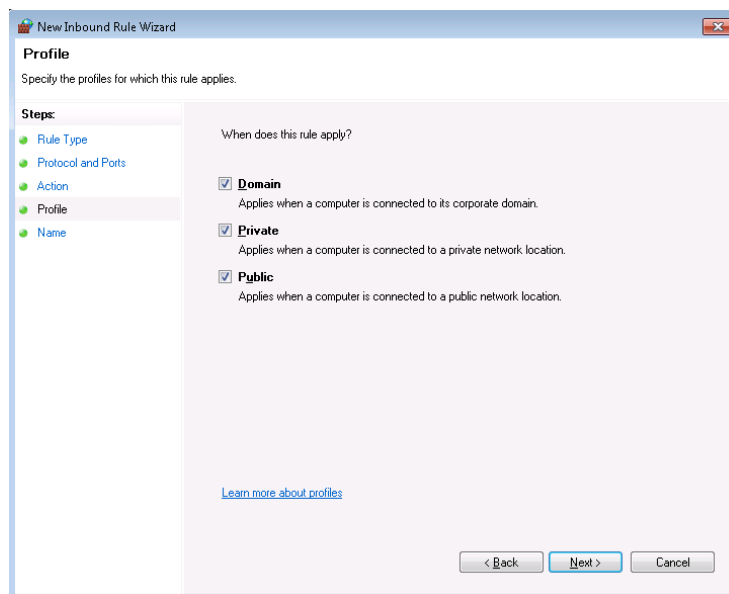 New Inbound Rule Wizard
Profile
Specify the profiles for which this rule applies.
Steps:
Rule Type
Protocol and Ports
Action
Profile
Name
When does this rule apply?
Domain
Applies when a computer is connected to its corporate domain.
Private
Applies when a computer is connected to a private network location.
Public
Applies when a computer is connected to a public network location.
Learn more about profiles
< Back
Next >
Cancel